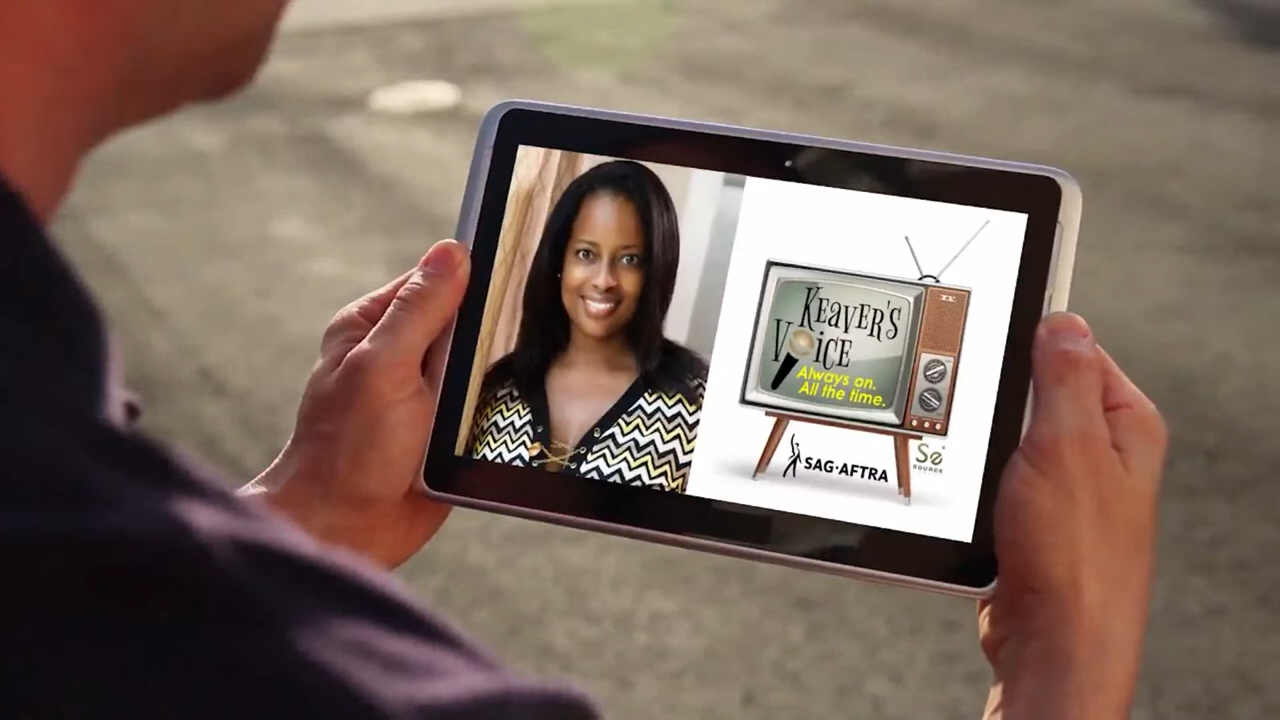 KEAVER'S
VOICE
Always on.
All the time.
SAG·AFTRA
Se
SOURCE